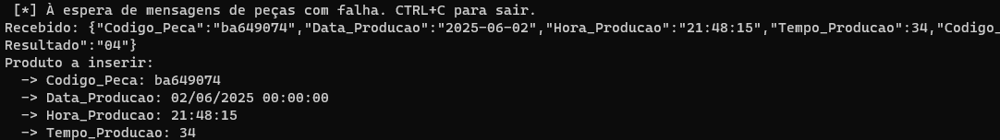 [*] À espera de mensagens de peças com falha. CTRL+C para sair.
Recebido: {"Codigo_Peca":"ba649074","Data_Producao":"2025-06-02","Hora_Producao":"21:48:15","Tempo_Producao":34,"Codigo_
Resultado":"04"}
Produto a inserir:
-> Codigo_Peca: ba649074
-> Data_Producao: 02/06/2025 00:00:00
-> Hora_Producao: 21:48:15
-> Tempo_Producao: 34